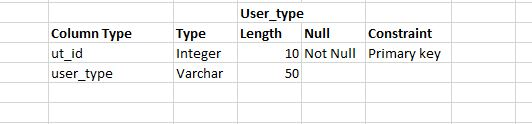 User_type
Column Type Type Length Null Constraint
ut_id Integer 10 Not Null Primary key
user_type Varchar 50